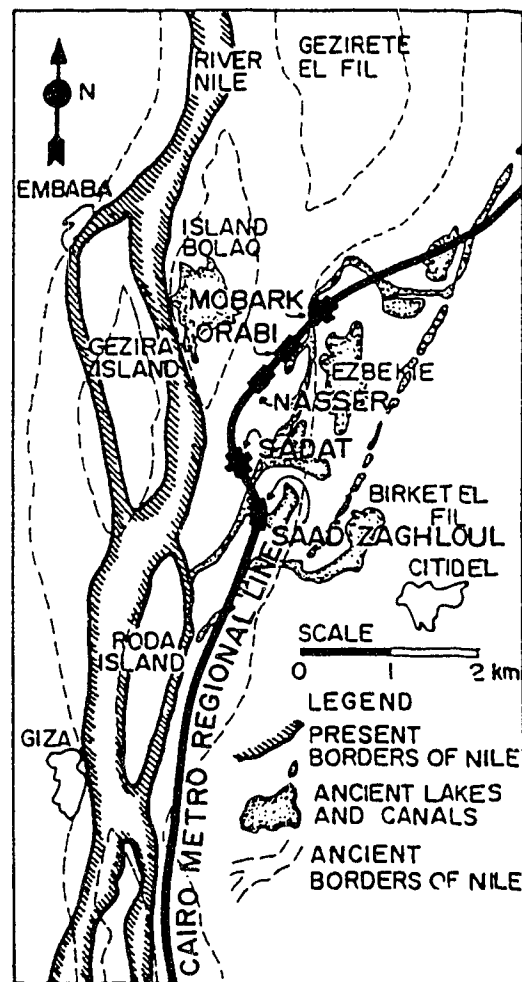 GEZIRETE
EL FIL
RIVER
NILE
N
EMBABA
ISLAND
BOLAQ
MOBARK
ORABI
GEZIRA
ISLAND
EZBEKIE
NASSER
SADAT
BIRKET EL
FIL
SAAD ZAGHLOUL
CITIDEL
RODA
ISLAND
SCALE
0 2 km
GIZA
CAIRO METRO REGIONAL LINE
LEGEND
PRESENT
BORDERS OF NILE
ANCIENT LAKES
AND CANALS
ANCIENT
BORDERS OF NILE